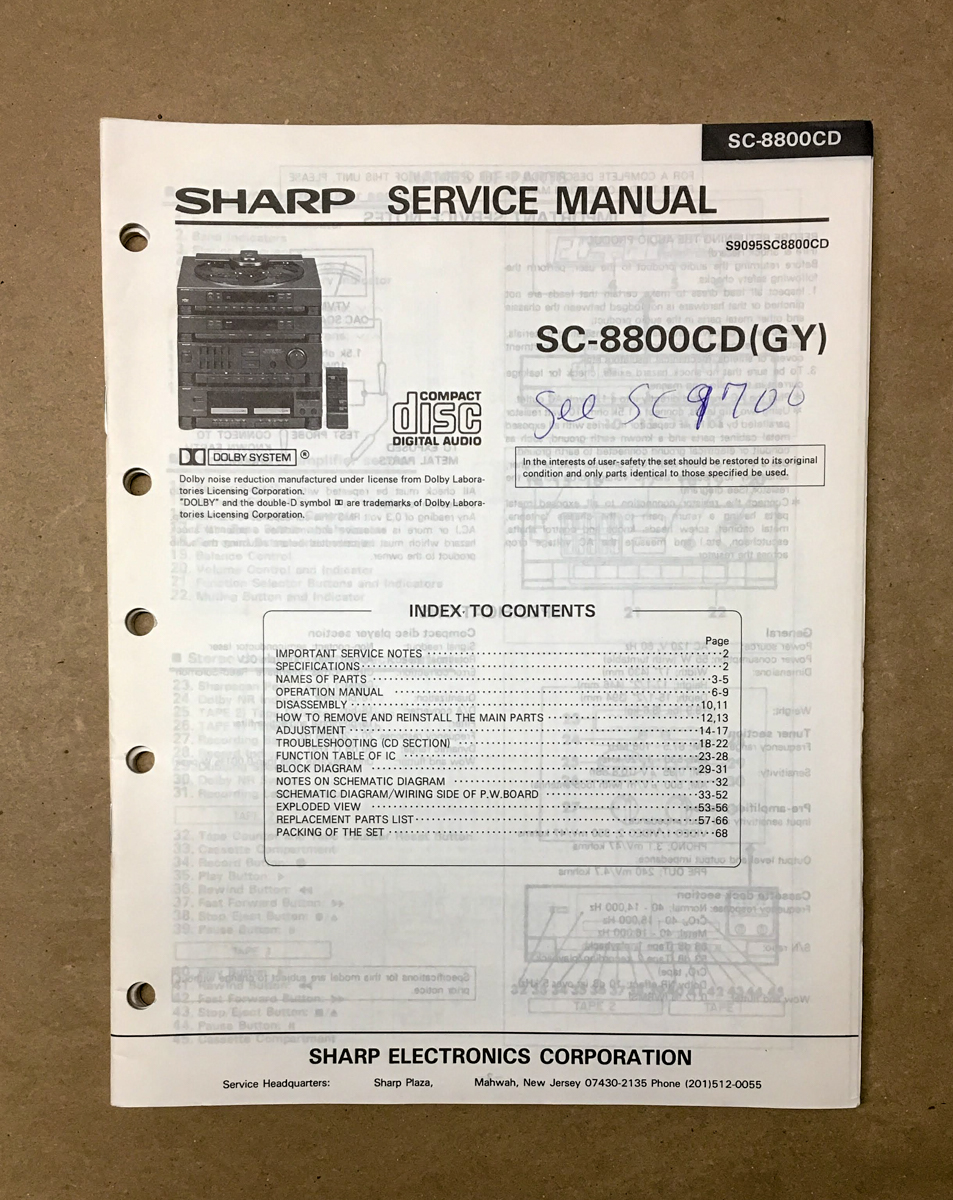 SC-8800CD
SHARP SERVICE MANUAL
S9095SC8800CD
SC-8800CD(GY)
See SC 9700
COMPACT
disc
DIGITAL AUDIO
DOLBY SYSTEM ®
Dolby noise reduction manufactured under license from Dolby Labora-
tories Licensing Corporation.
"DOLBY" and the double-D symbol are trademarks of Dolby Labora-
tories Licensing Corporation.
In the interests of user-safety the set should be restored to its original
condition and only parts identical to those specified be used.
INDEX TO CONTENTS
Page
IMPORTANT SERVICE NOTES 2
SPECIFICATIONS 2
NAMES OF PARTS 3-5
OPERATION MANUAL 6-9
DISASSEMBLY 10,11
HOW TO REMOVE AND REINSTALL THE MAIN PARTS 12,13
ADJUSTMENT 14-17
TROUBLESHOOTING (CD SECTION) 18-22
FUNCTION TABLE OF IC 23-28
BLOCK DIAGRAM 29-31
NOTES ON SCHEMATIC DIAGRAM 32
SCHEMATIC DIAGRAM/WIRING SIDE OF P.W.BOARD 33-52
EXPLODED VIEW 53-56
REPLACEMENT PARTS LIST 57-66
PACKING OF THE SET 68
SHARP ELECTRONICS CORPORATION
Service Headquarters: Sharp Plaza, Mahwah, New Jersey 07430-2135 Phone (201)512-0055